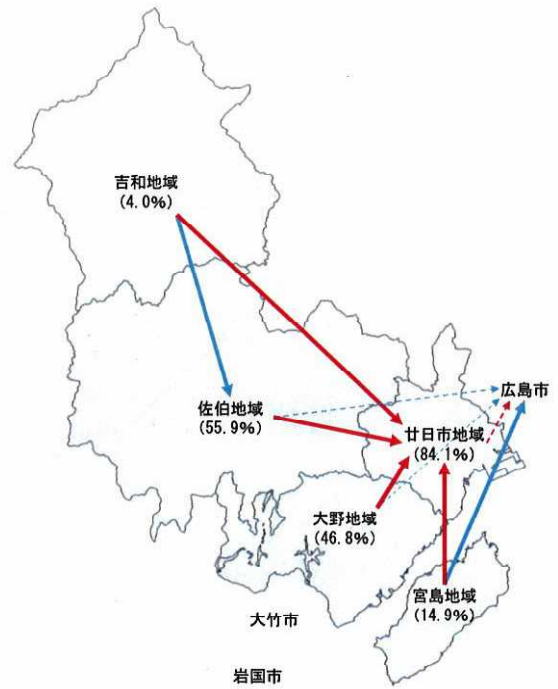 吉和地域
(4.0%)
広島市
佐伯地域
(55.9%)
廿日市地域
(84.1%)
大野地域
(46.8%)
宮島地域
(14.9%)
大竹市
岩国市